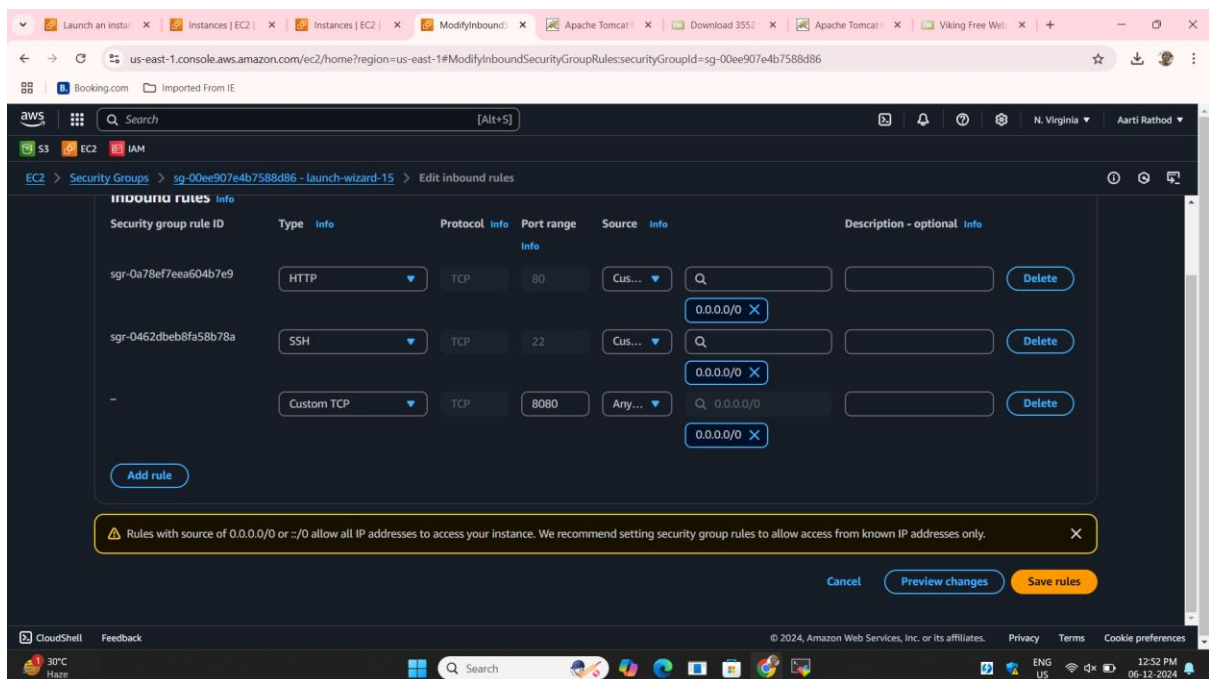 Launch an instan
Instances | EC2 |
Instances | EC2 |
ModifyInboundS
Apache Tomcat®
Download 3552
Apache Tomcat®
Viking Free Web
us-east-1.console.aws.amazon.com/ec2/home?region=us-east-1#ModifyInboundSecurityGroupRules:securityGroupId=sg-00ee907e4b7588d86
B. Booking.com Imported From IE
aws Search [Alt+S] N. Virginia Aarti Rathod
S3 EC2 IAM
EC2 > Security Groups > sg-00ee907e4b7588d86 - launch-wizard-15 > Edit inbound rules
Inbound rules Info
Security group rule ID Type Info Protocol Info Port range Source Info Description - optional Info
Info
sgr-0a78ef7eea604b7e9 HTTP TCP 80 Cus... Delete
0.0.0.0/0
sgr-0462dbeb8fa58b78a SSH TCP 22 Cus... Delete
0.0.0.0/0
– Custom TCP TCP 8080 Any... 0.0.0.0/0 Delete
0.0.0.0/0
Add rule
Rules with source of 0.0.0.0/0 or ::/0 allow all IP addresses to access your instance. We recommend setting security group rules to allow access from known IP addresses only.
Cancel Preview changes Save rules
CloudShell Feedback © 2024, Amazon Web Services, Inc. or its affiliates. Privacy Terms Cookie preferences
1 30°C Search ENG 12:52 PM
Haze US 06-12-2024